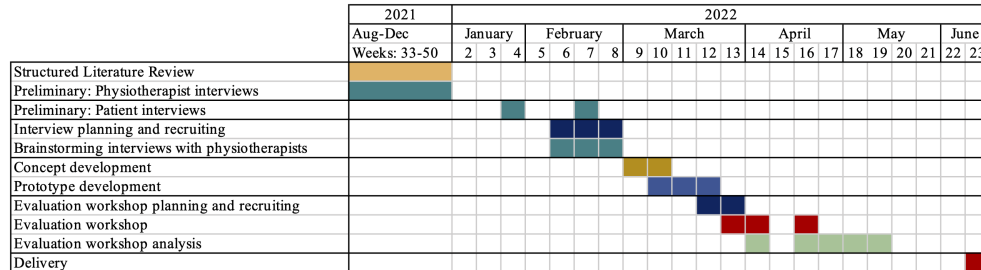 2021 2022
Aug-Dec January February March April May June
Weeks: 33-50 2 3 4 5 6 7 8 9 10 11 12 13 14 15 16 17 18 19 20 21 22 23
Structured Literature Review
Preliminary: Physiotherapist interviews
Preliminary: Patient interviews
Interview planning and recruiting
Brainstorming interviews with physiotherapists
Concept development
Prototype development
Evaluation workshop planning and recruiting
Evaluation workshop
Evaluation workshop analysis
Delivery